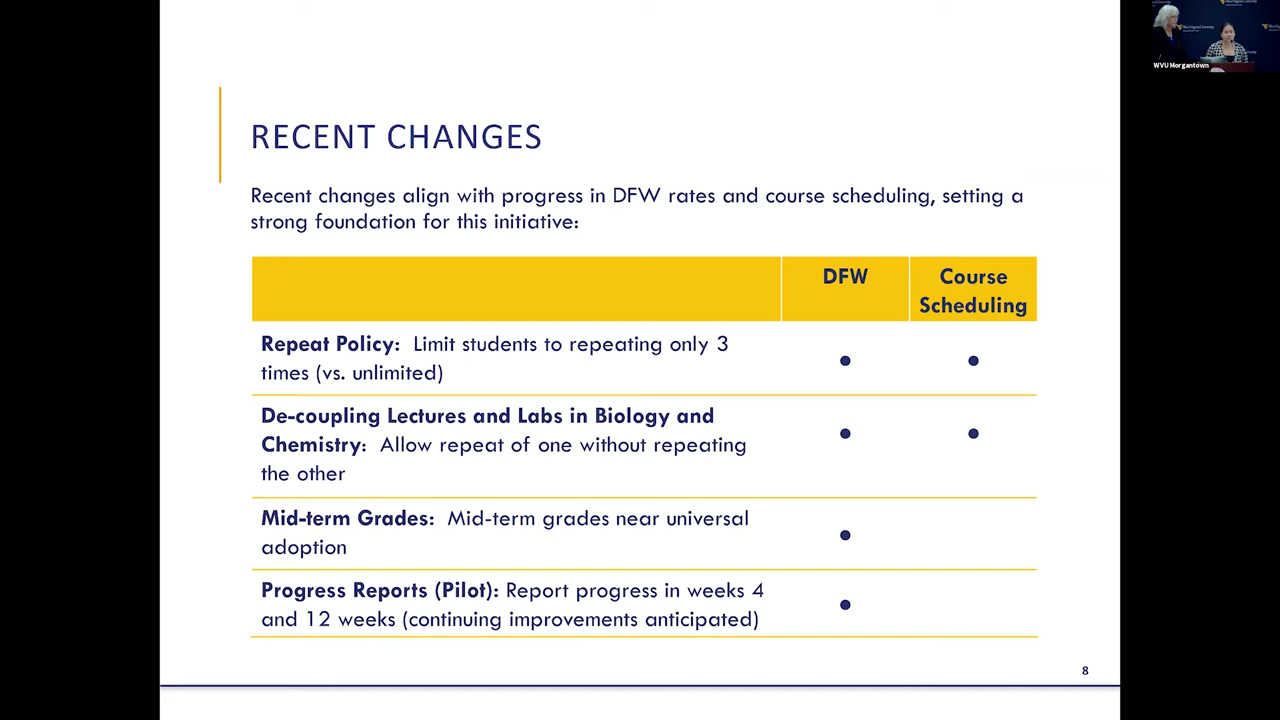 RECENT CHANGES
Recent changes align with progress in DFW rates and course scheduling, setting a
strong foundation for this initiative:
DFW
Course
Scheduling
Repeat Policy: Limit students to repeating only 3
times (vs. unlimited)
De-coupling Lectures and Labs in Biology and
Chemistry: Allow repeat of one without repeating
the other
Mid-term Grades: Mid-term grades near universal
adoption
Progress Reports (Pilot): Report progress in weeks 4
and 12 weeks (continuing improvements anticipated)
8
WVU Morgantown